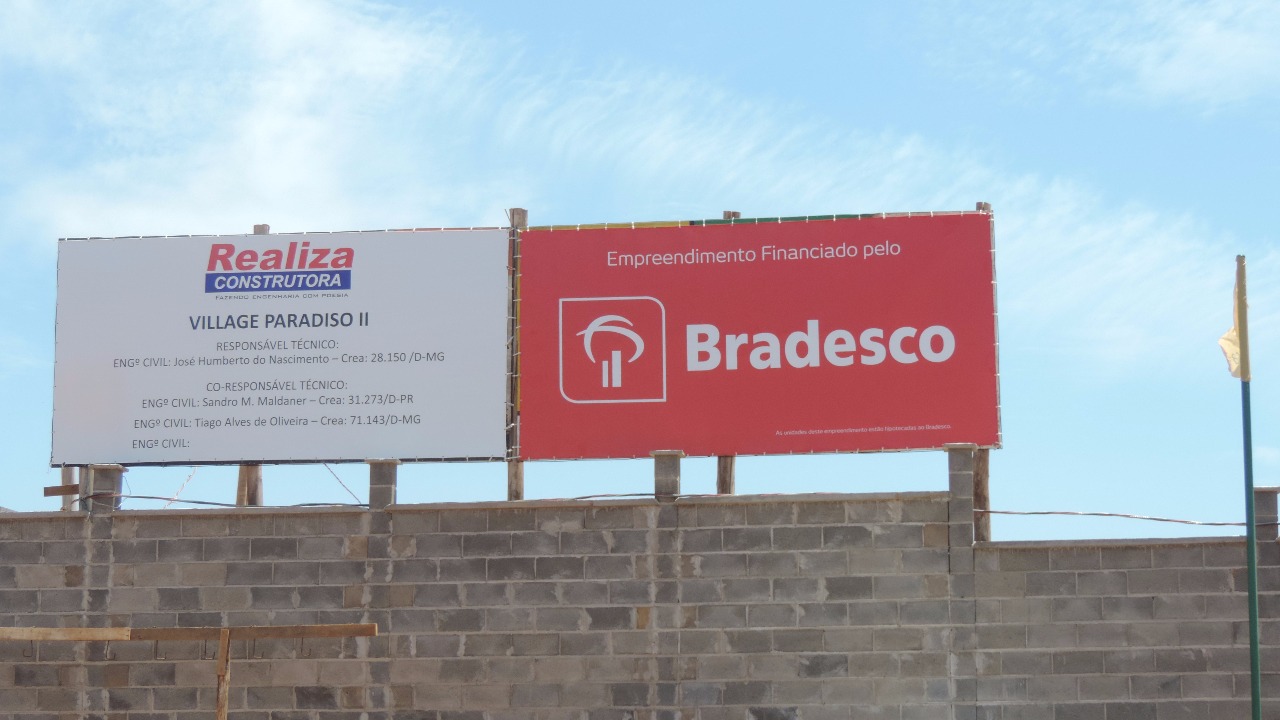 Realiza
CONSTRUTORA
FAZENDO ENGENHARIA COM POESIA
VILLAGE PARADISO II
RESPONSÁVEL TÉCNICO:
ENGº CIVIL: José Humberto do Nascimento – Crea: 28.150 /D-MG
CO-RESPONSÁVEL TÉCNICO:
ENGº CIVIL: Sandro M. Maldaner – Crea: 31.273/D-PR
ENGº CIVIL: Tiago Alves de Oliveira – Crea: 71.143/D-MG
ENGº CIVIL:
Empreendimento Financiado pelo
Bradesco
As unidades deste empreendimento estão hipotecadas ao Bradesco.